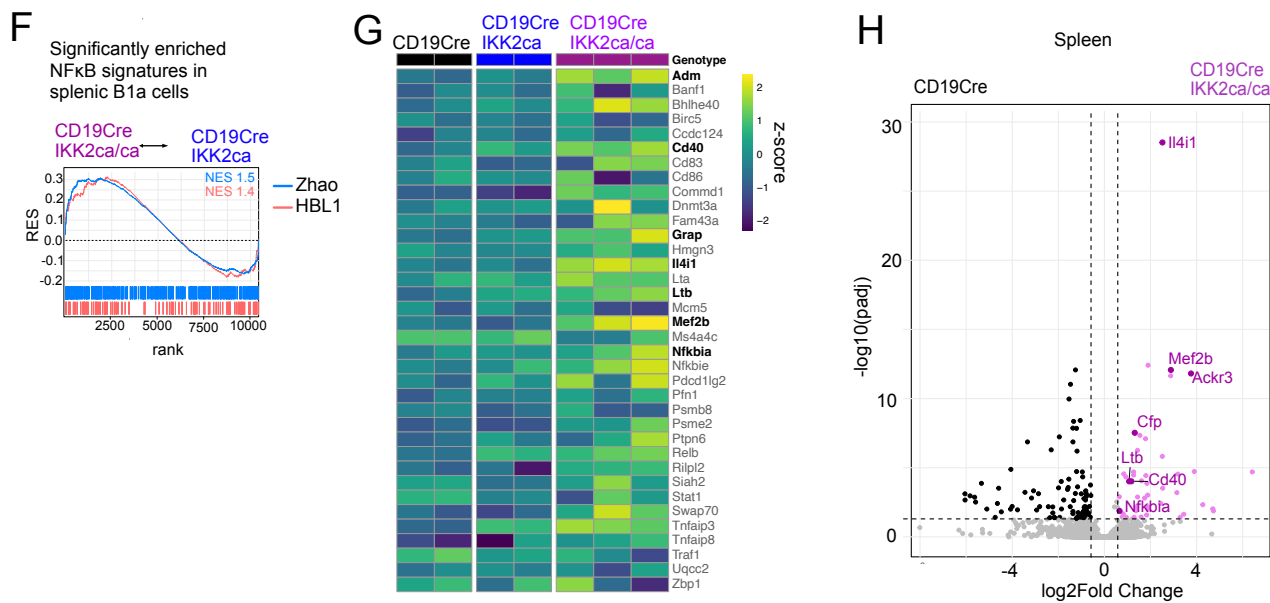 F
Significantly enriched
NFκB signatures in
splenic B1a cells
CD19Cre
IKK2ca/ca
CD19Cre
IKK2ca
NES 1.5
NES 1.4
Zhao
HBL1
RES
0.3
0.2
0.1
0.0
-0.1
-0.2
2500
5000
7500
10000
rank
G
CD19Cre
CD19Cre
IKK2ca
CD19Cre
IKK2ca/ca
Genotype
Adm
Banf1
Bhlhe40
Birc5
Ccdc124
Cd40
Cd83
Cd86
Commd1
Dnmt3a
Fam43a
Grap
Hmgn3
Il4i1
Lta
Ltb
Mcm5
Mef2b
Ms4a4c
Nfkbia
Nfkbie
Pdcd1lg2
Pfn1
Psmb8
Psme2
Ptpn6
Relb
Rilpl2
Siah2
Stat1
Swap70
Tnfaip3
Tnfaip8
Traf1
Uqcc2
Zbp1
2
1
0
−1
−2
Z-score
H
Spleen
CD19Cre
CD19Cre
IKK2ca/ca
-log10(padj)
30
20
10
0
Il4i1
Mef2b
Ackr3
Cfp
Ltb
Cd40
Nfkbia
-4
0
4
log2Fold Change